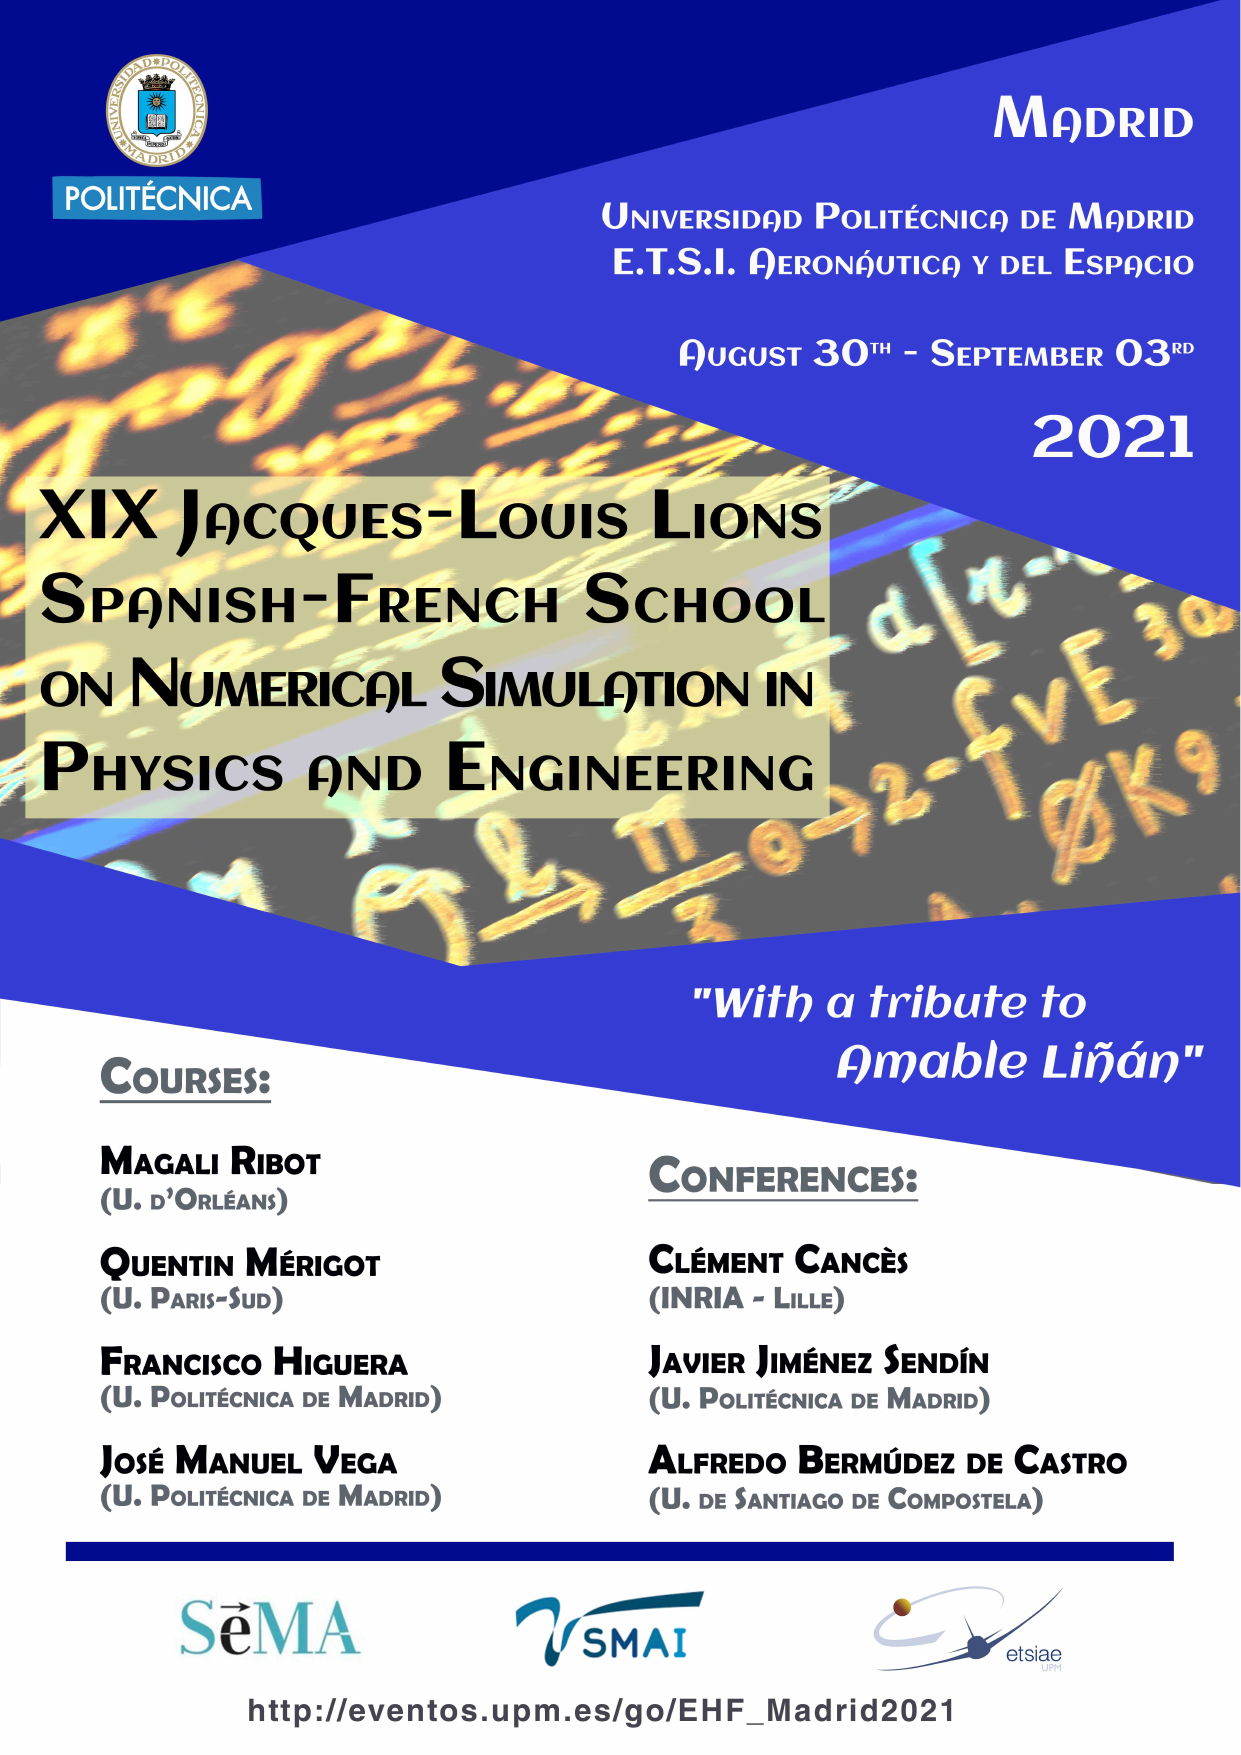 UNIVERSIDAD POLITÉCNICA MADRID
POLITÉCNICA
Madrid
Universidad Politécnica de Madrid
E.T.S.I. Aeronáutica y del Espacio
August 30th - September 03rd
2021
XIX Jacques-Louis Lions
Spanish-French School
on Numerical Simulation in
Physics and Engineering
"With a tribute to
Amable Liñán"
Courses:
Magali Ribot
(U. d'Orléans)
Quentin Mérigot
(U. Paris-Sud)
Francisco Higuera
(U. Politécnica de Madrid)
José Manuel Vega
(U. Politécnica de Madrid)
Conferences:
Clément Cancès
(INRIA - Lille)
Javier Jiménez Sendín
(U. Politécnica de Madrid)
Alfredo Bermúdez de Castro
(U. de Santiago de Compostela)
SeMA
SMAI
etsiae
UPM
http://eventos.upm.es/go/EHF_Madrid2021